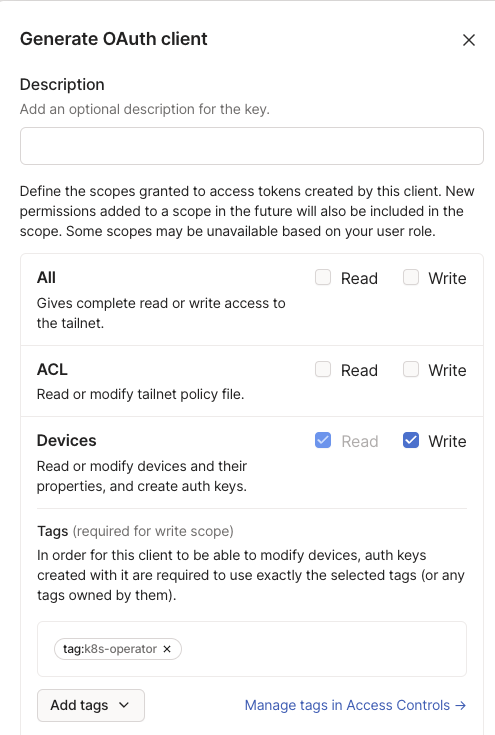 Generate OAuth client
Description
Add an optional description for the key.
Define the scopes granted to access tokens created by this client. New
permissions added to a scope in the future will also be included in the
scope. Some scopes may be unavailable based on your user role.
All
Read
Write
Gives complete read or write access to
the tailnet.
ACL
Read
Write
Read or modify tailnet policy file.
Devices
Read
Write
Read or modify devices and their
properties, and create auth keys.
Tags (required for write scope)
In order for this client to be able to modify devices, auth keys
created with it are required to use exactly the selected tags (or any
tags owned by them).
tag:k8s-operator ×
Add tags
Manage tags in Access Controls →